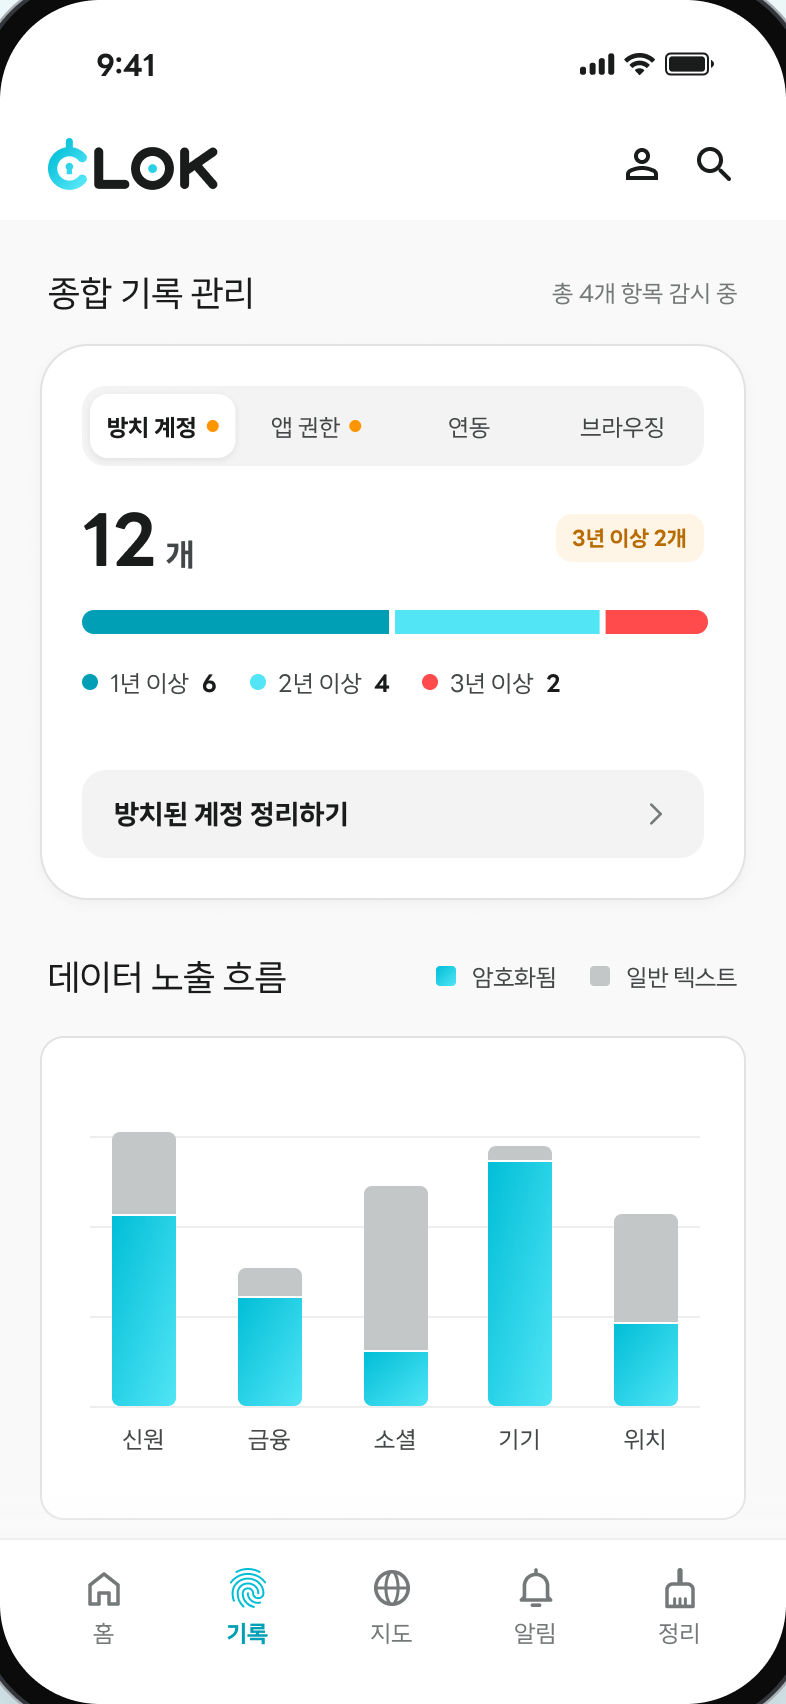 9:41
CLOK
종합 기록 관리
총 4개 항목 감시 중
방치 계정 앱 권한 연동 브라우징
12 개
3년 이상 2개
1년 이상 6 2년 이상 4 3년 이상 2
방치된 계정 정리하기
데이터 노출 흐름
암호화됨 일반 텍스트
신원 금융 소셜 기기 위치
홈 기록 지도 알림 정리